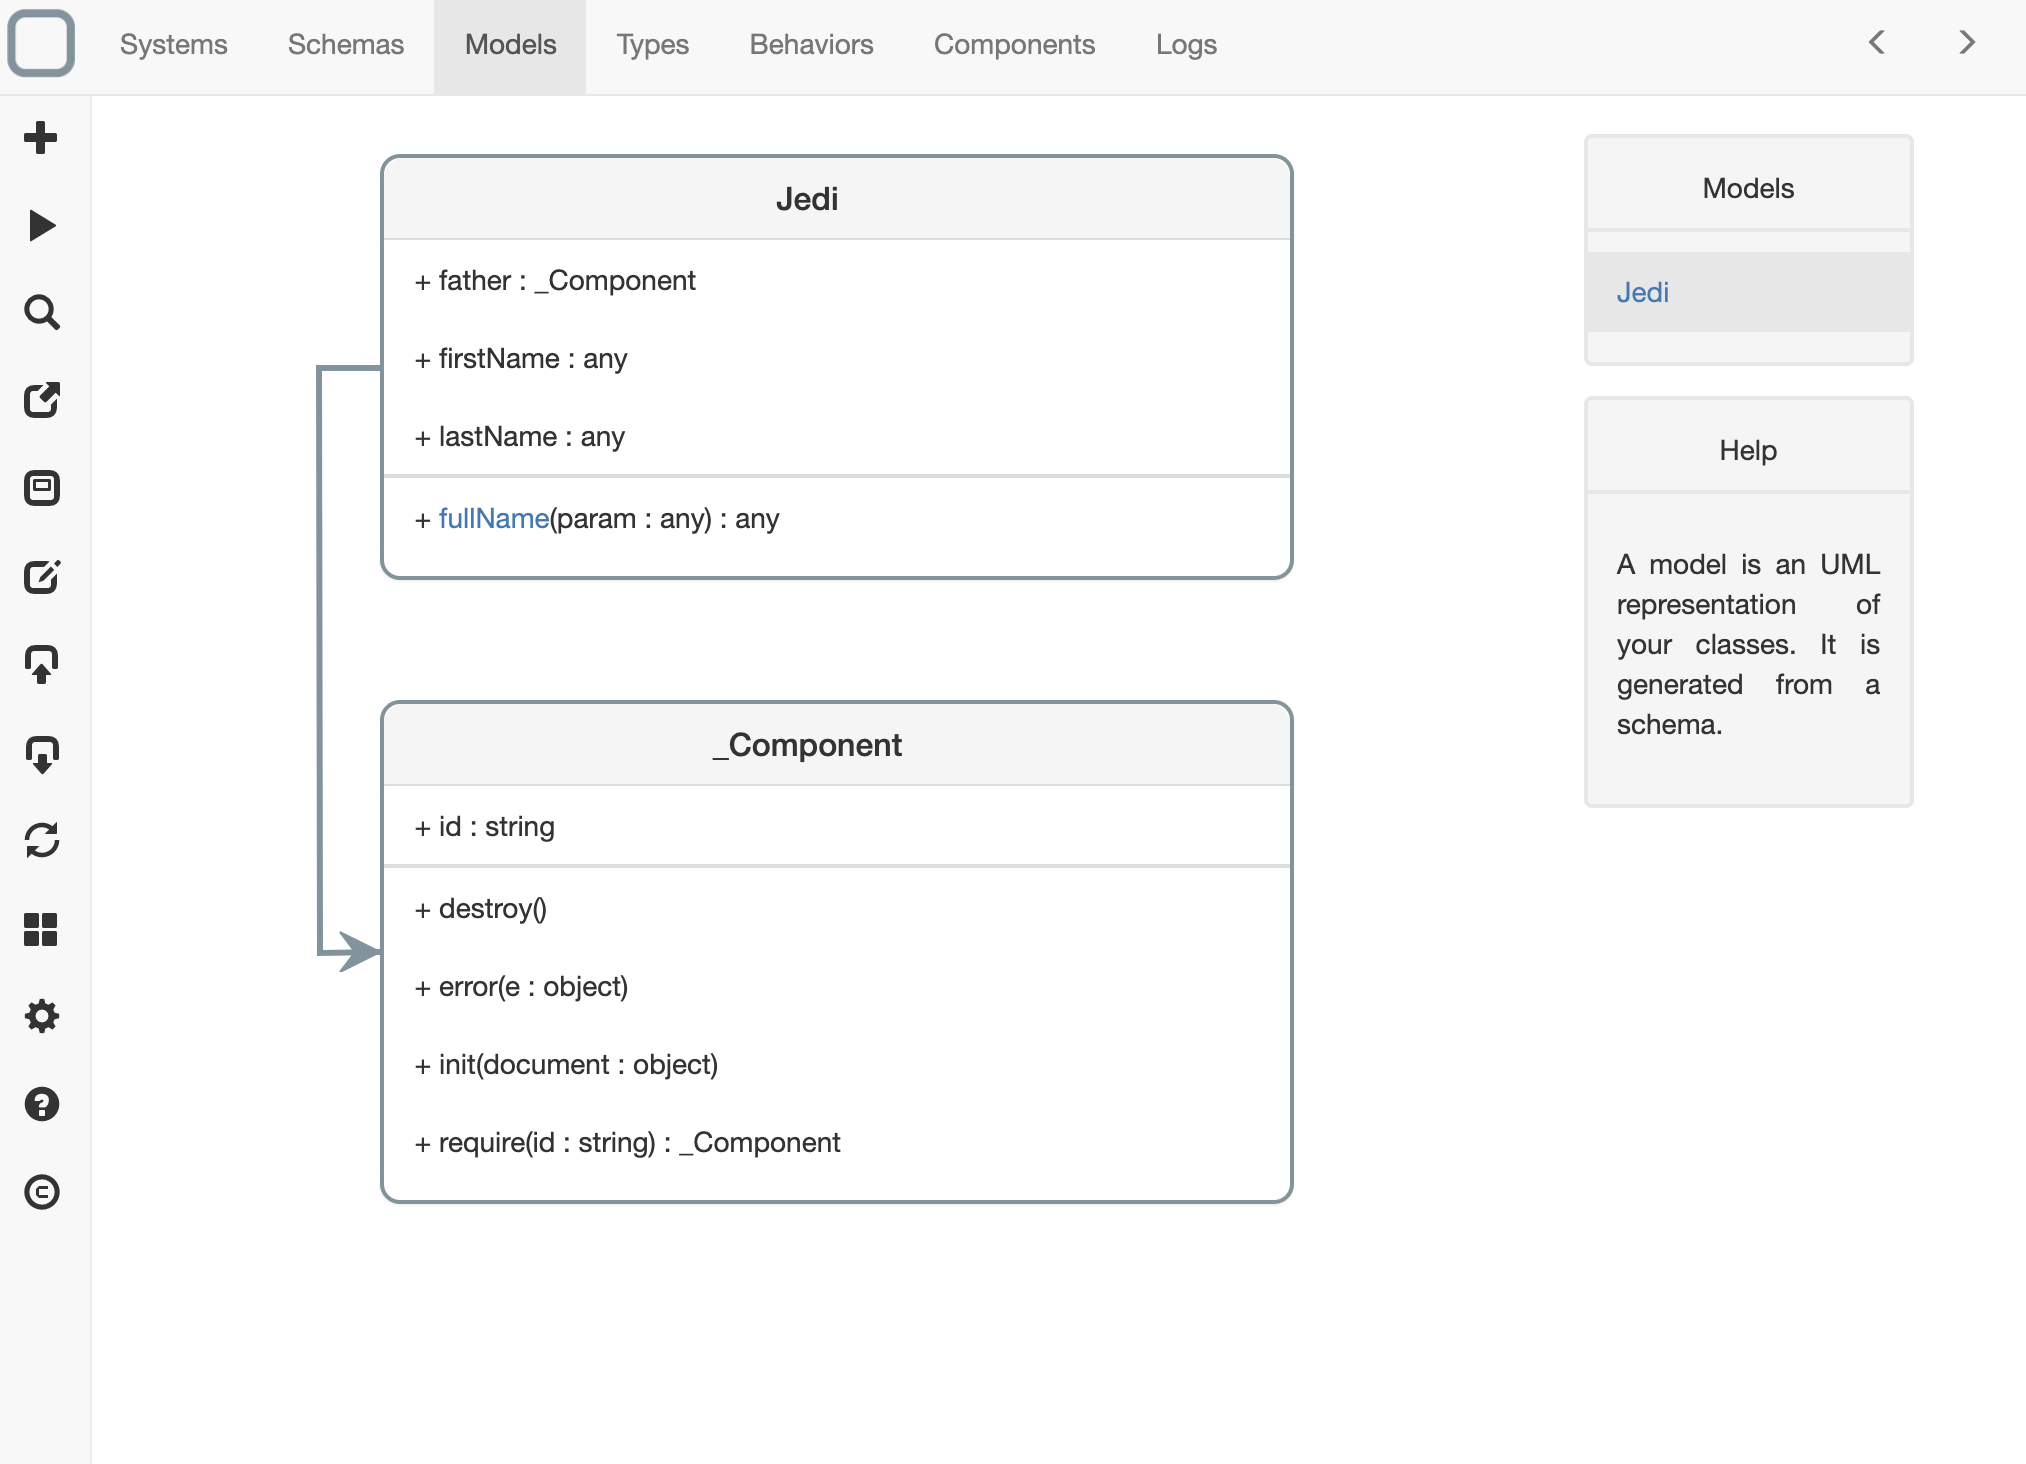 Systems Schemas Models Types Behaviors Components Logs
Jedi
+ father : _Component
+ firstName : any
+ lastName : any
+ fullName(param : any) : any
_Component
+ id : string
+ destroy()
+ error(e : object)
+ init(document : object)
+ require(id : string) : _Component
Models
Jedi
Help
A model is an UML
representation of
your classes. It is
generated from a
schema.